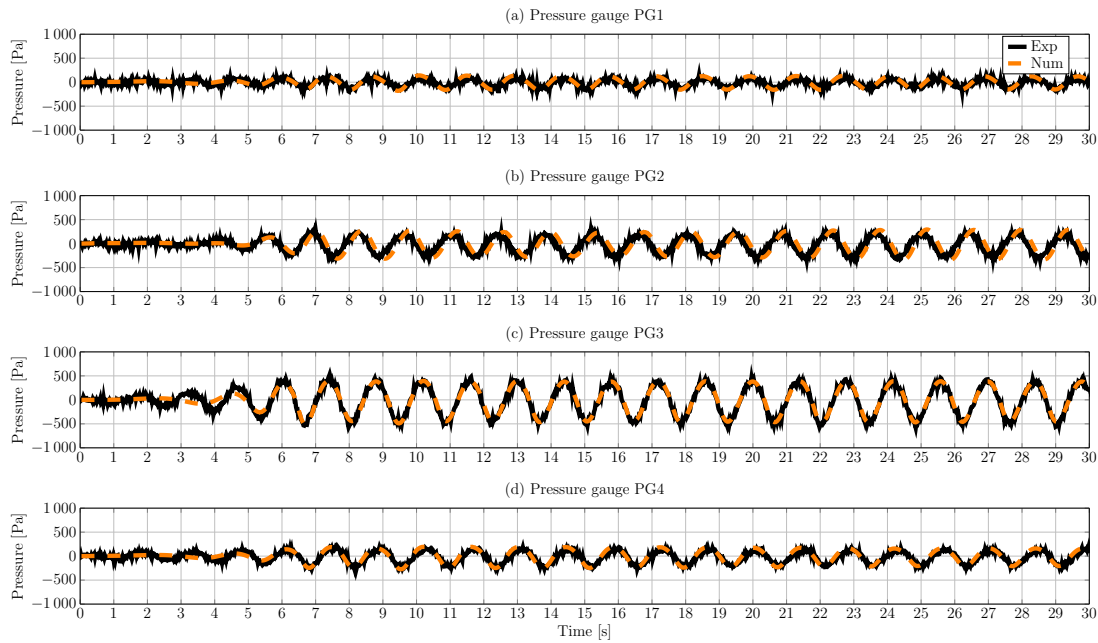 (a) Pressure gauge PG1
1 000
500
0
−500
−1 000
Pressure [Pa]
Exp
Num
0 1 2 3 4 5 6 7 8 9 10 11 12 13 14 15 16 17 18 19 20 21 22 23 24 25 26 27 28 29 30
(b) Pressure gauge PG2
1 000
500
0
−500
−1 000
Pressure [Pa]
0 1 2 3 4 5 6 7 8 9 10 11 12 13 14 15 16 17 18 19 20 21 22 23 24 25 26 27 28 29 30
(c) Pressure gauge PG3
1 000
500
0
−500
−1 000
Pressure [Pa]
0 1 2 3 4 5 6 7 8 9 10 11 12 13 14 15 16 17 18 19 20 21 22 23 24 25 26 27 28 29 30
(d) Pressure gauge PG4
1 000
500
0
−500
−1 000
Pressure [Pa]
0 1 2 3 4 5 6 7 8 9 10 11 12 13 14 15 16 17 18 19 20 21 22 23 24 25 26 27 28 29 30
Time [s]